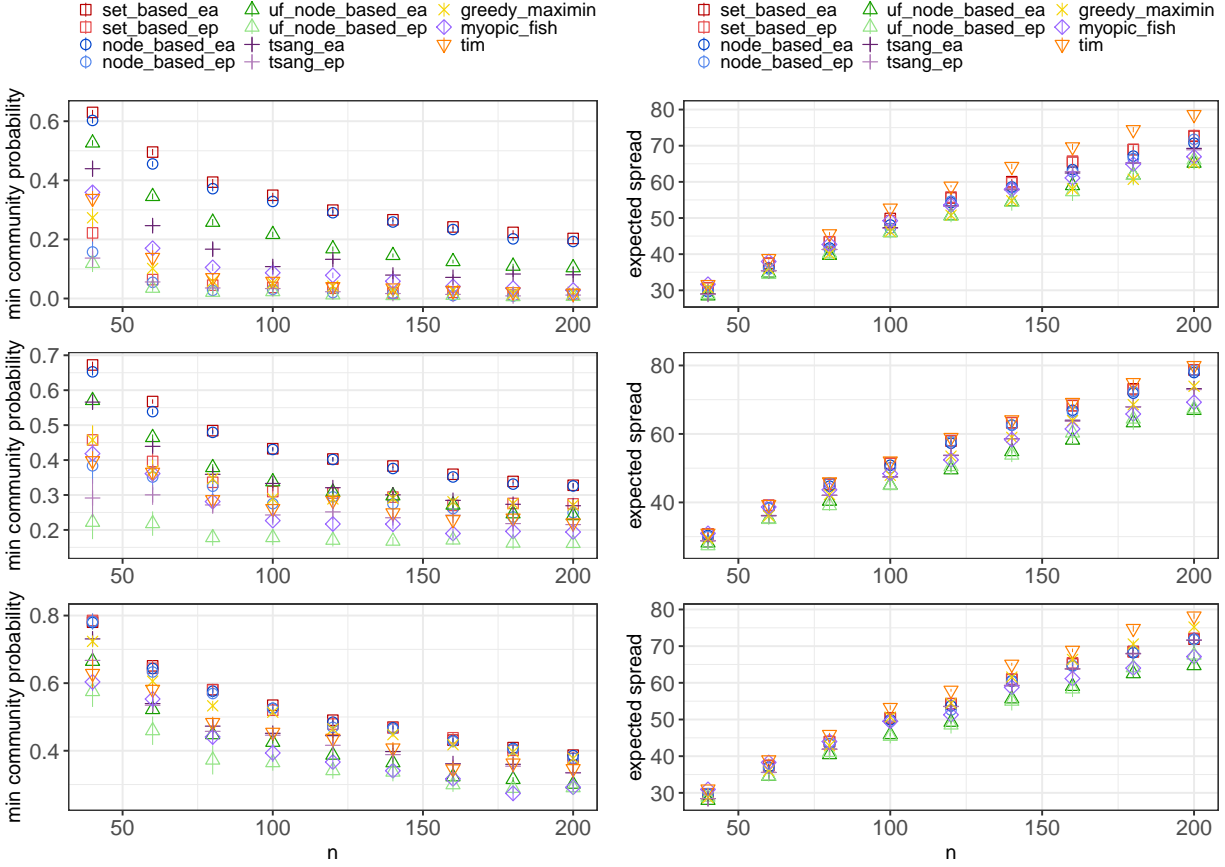 set_based_ea uf_node_based_ea greedy_maximin
set_based_ep uf_node_based_ep myopic_fish
node_based_ea tsang_ea tim
node_based_ep tsang_ep
set_based_ea uf_node_based_ea greedy_maximin
set_based_ep uf_node_based_ep myopic_fish
node_based_ea tsang_ea tim
node_based_ep tsang_ep
min community probability
0.6
0.4
0.2
0.0
50 100 150 200
expected spread
80
70
60
50
40
30
50 100 150 200
min community probability
0.7
0.6
0.5
0.4
0.3
0.2
50 100 150 200
expected spread
80
60
40
50 100 150 200
min community probability
0.8
0.6
0.4
50 100 150 200
n
expected spread
80
70
60
50
40
30
50 100 150 200
n